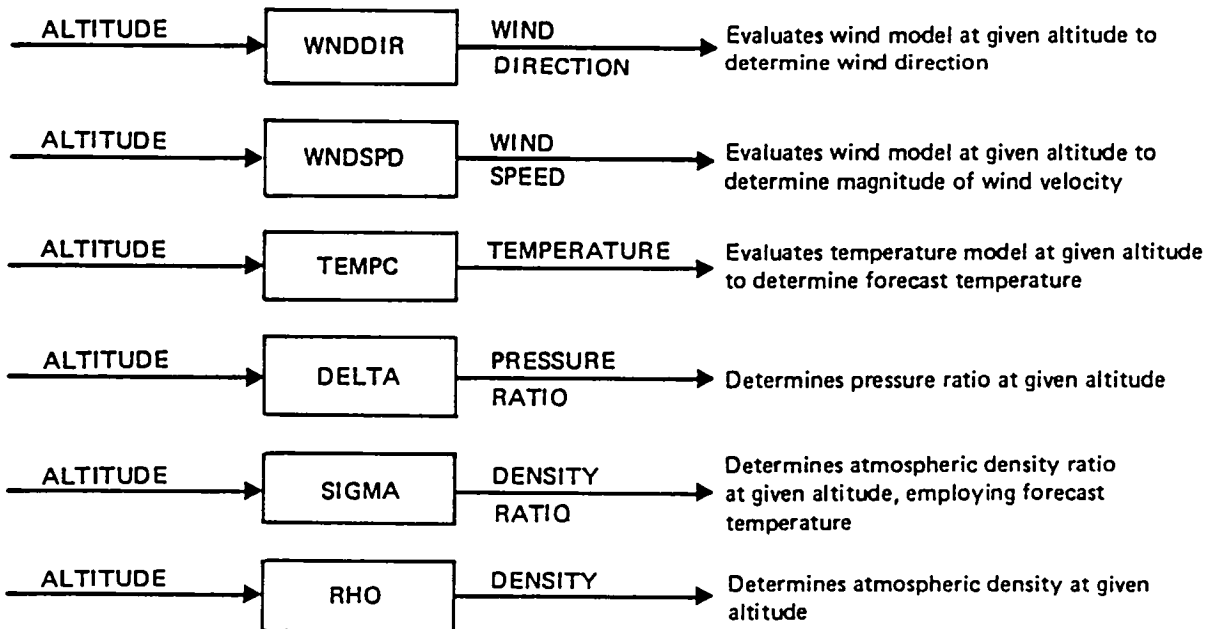 ALTITUDE
WNDDIR
WIND
DIRECTION
Evaluates wind model at given altitude to
determine wind direction
ALTITUDE
WNDSPD
WIND
SPEED
Evaluates wind model at given altitude to
determine magnitude of wind velocity
ALTITUDE
TEMPC
TEMPERATURE
Evaluates temperature model at given altitude
to determine forecast temperature
ALTITUDE
DELTA
PRESSURE
RATIO
Determines pressure ratio at given altitude
ALTITUDE
SIGMA
DENSITY
RATIO
Determines atmospheric density ratio
at given altitude, employing forecast
temperature
ALTITUDE
RHO
DENSITY
Determines atmospheric density at given
altitude